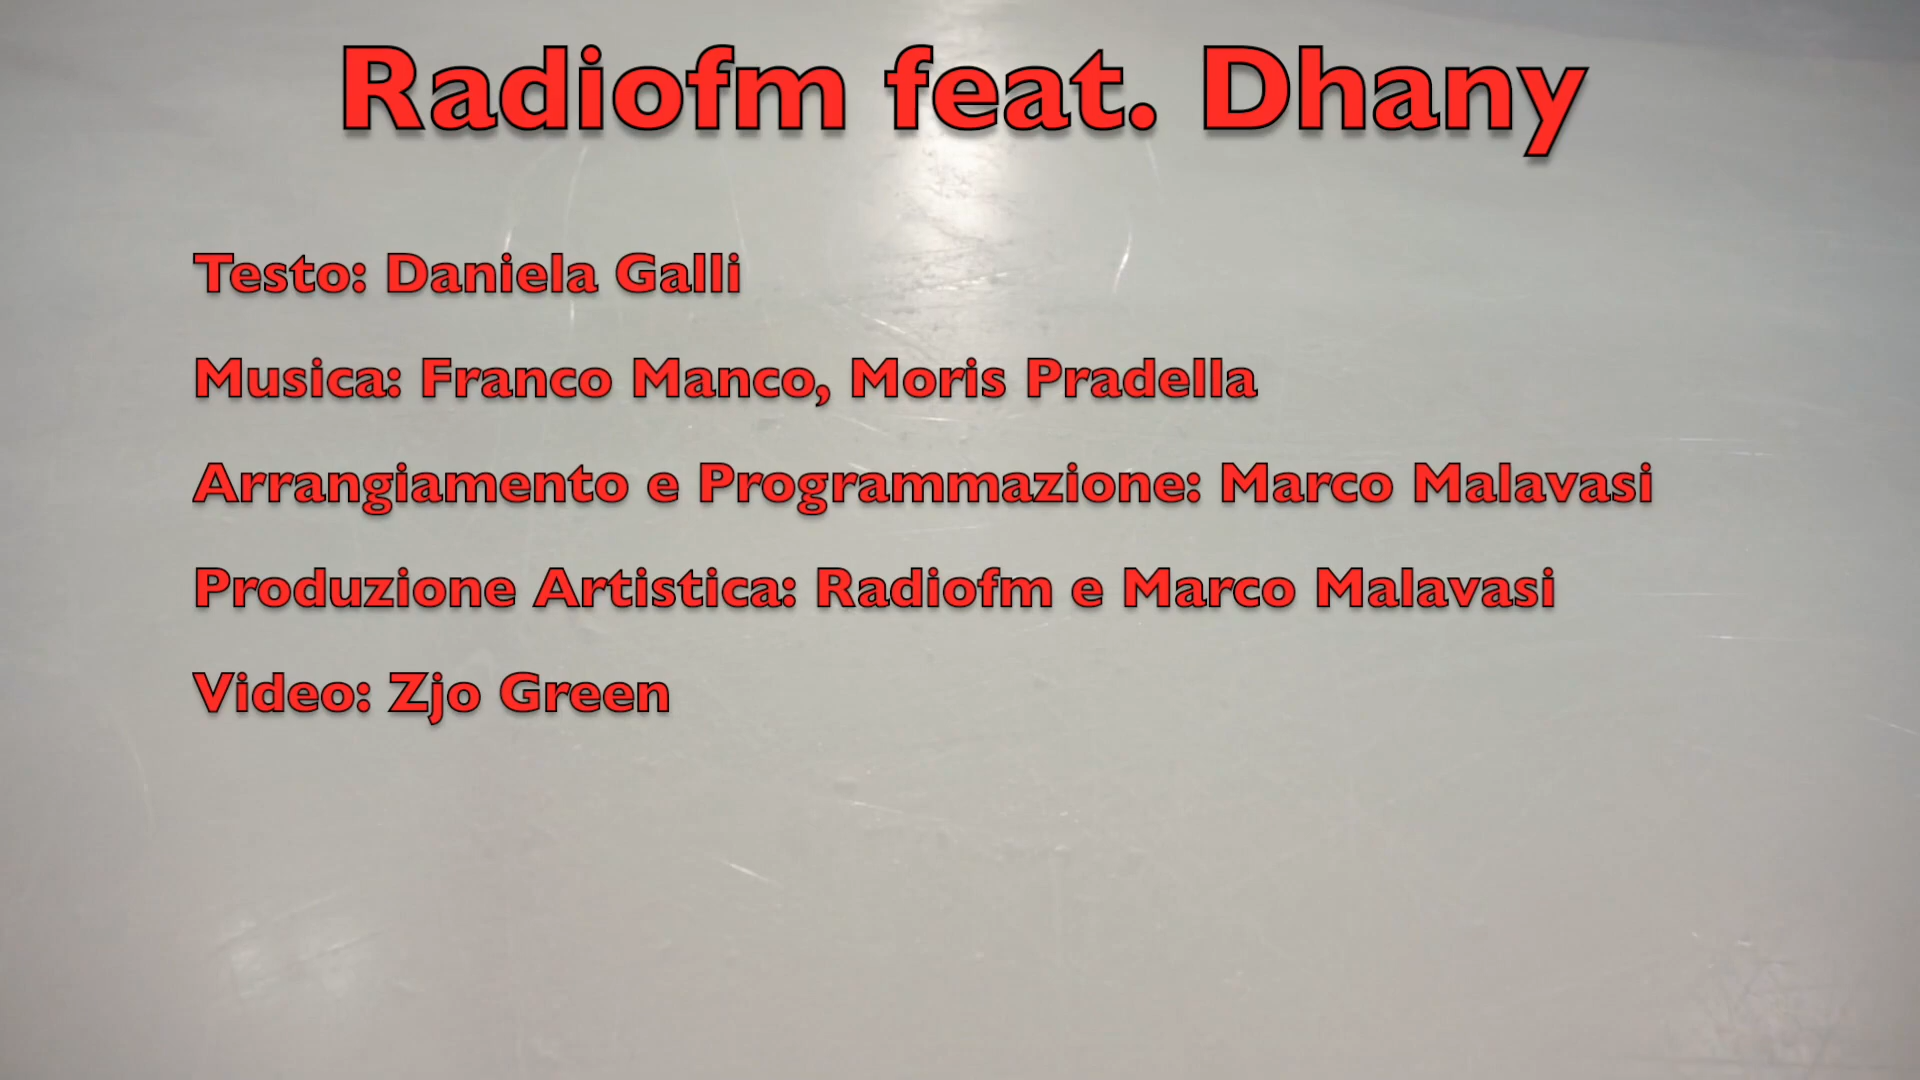 Radiofm feat. Dhany
Testo: Daniela Galli
Musica: Franco Manco, Moris Pradella
Arrangiamento e Programmazione: Marco Malavasi
Produzione Artistica: Radiofm e Marco Malavasi
Video: Zjo Green